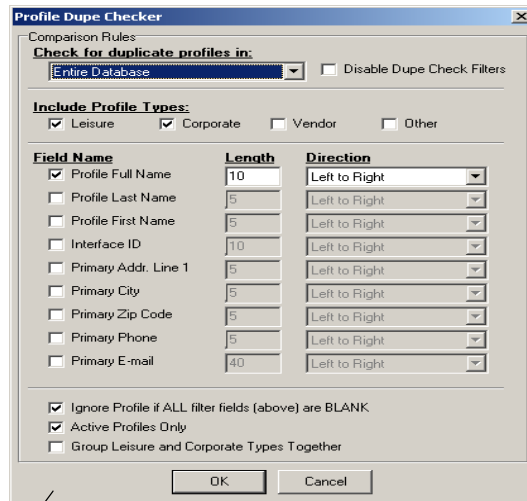 Profile Dupe Checker
Comparison Rules
Check for duplicate profiles in:
Entire Database
Disable Dupe Check Filters
Include Profile Types:
Leisure Corporate Vendor Other
Field Name Length Direction
Profile Full Name 10 Left to Right
Profile Last Name 5 Left to Right
Profile First Name 5 Left to Right
Interface ID 10 Left to Right
Primary Addr. Line 1 5 Left to Right
Primary City 5 Left to Right
Primary Zip Code 5 Left to Right
Primary Phone 5 Left to Right
Primary E-mail 40 Left to Right
Ignore Profile if ALL filter fields (above) are BLANK
Active Profiles Only
Group Leisure and Corporate Types Together
OK Cancel